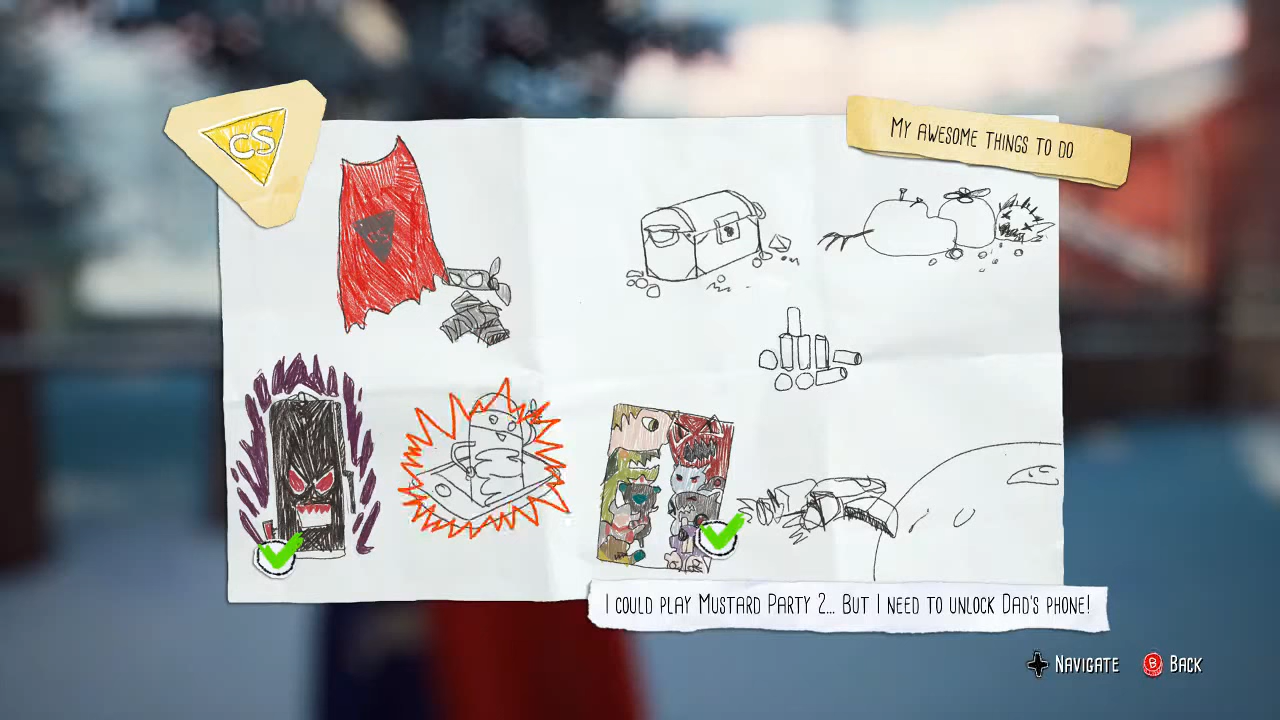 CS
My awesome things to do
I could play Mustard Party 2... But I need to unlock Dad's phone!
Navigate
B Back